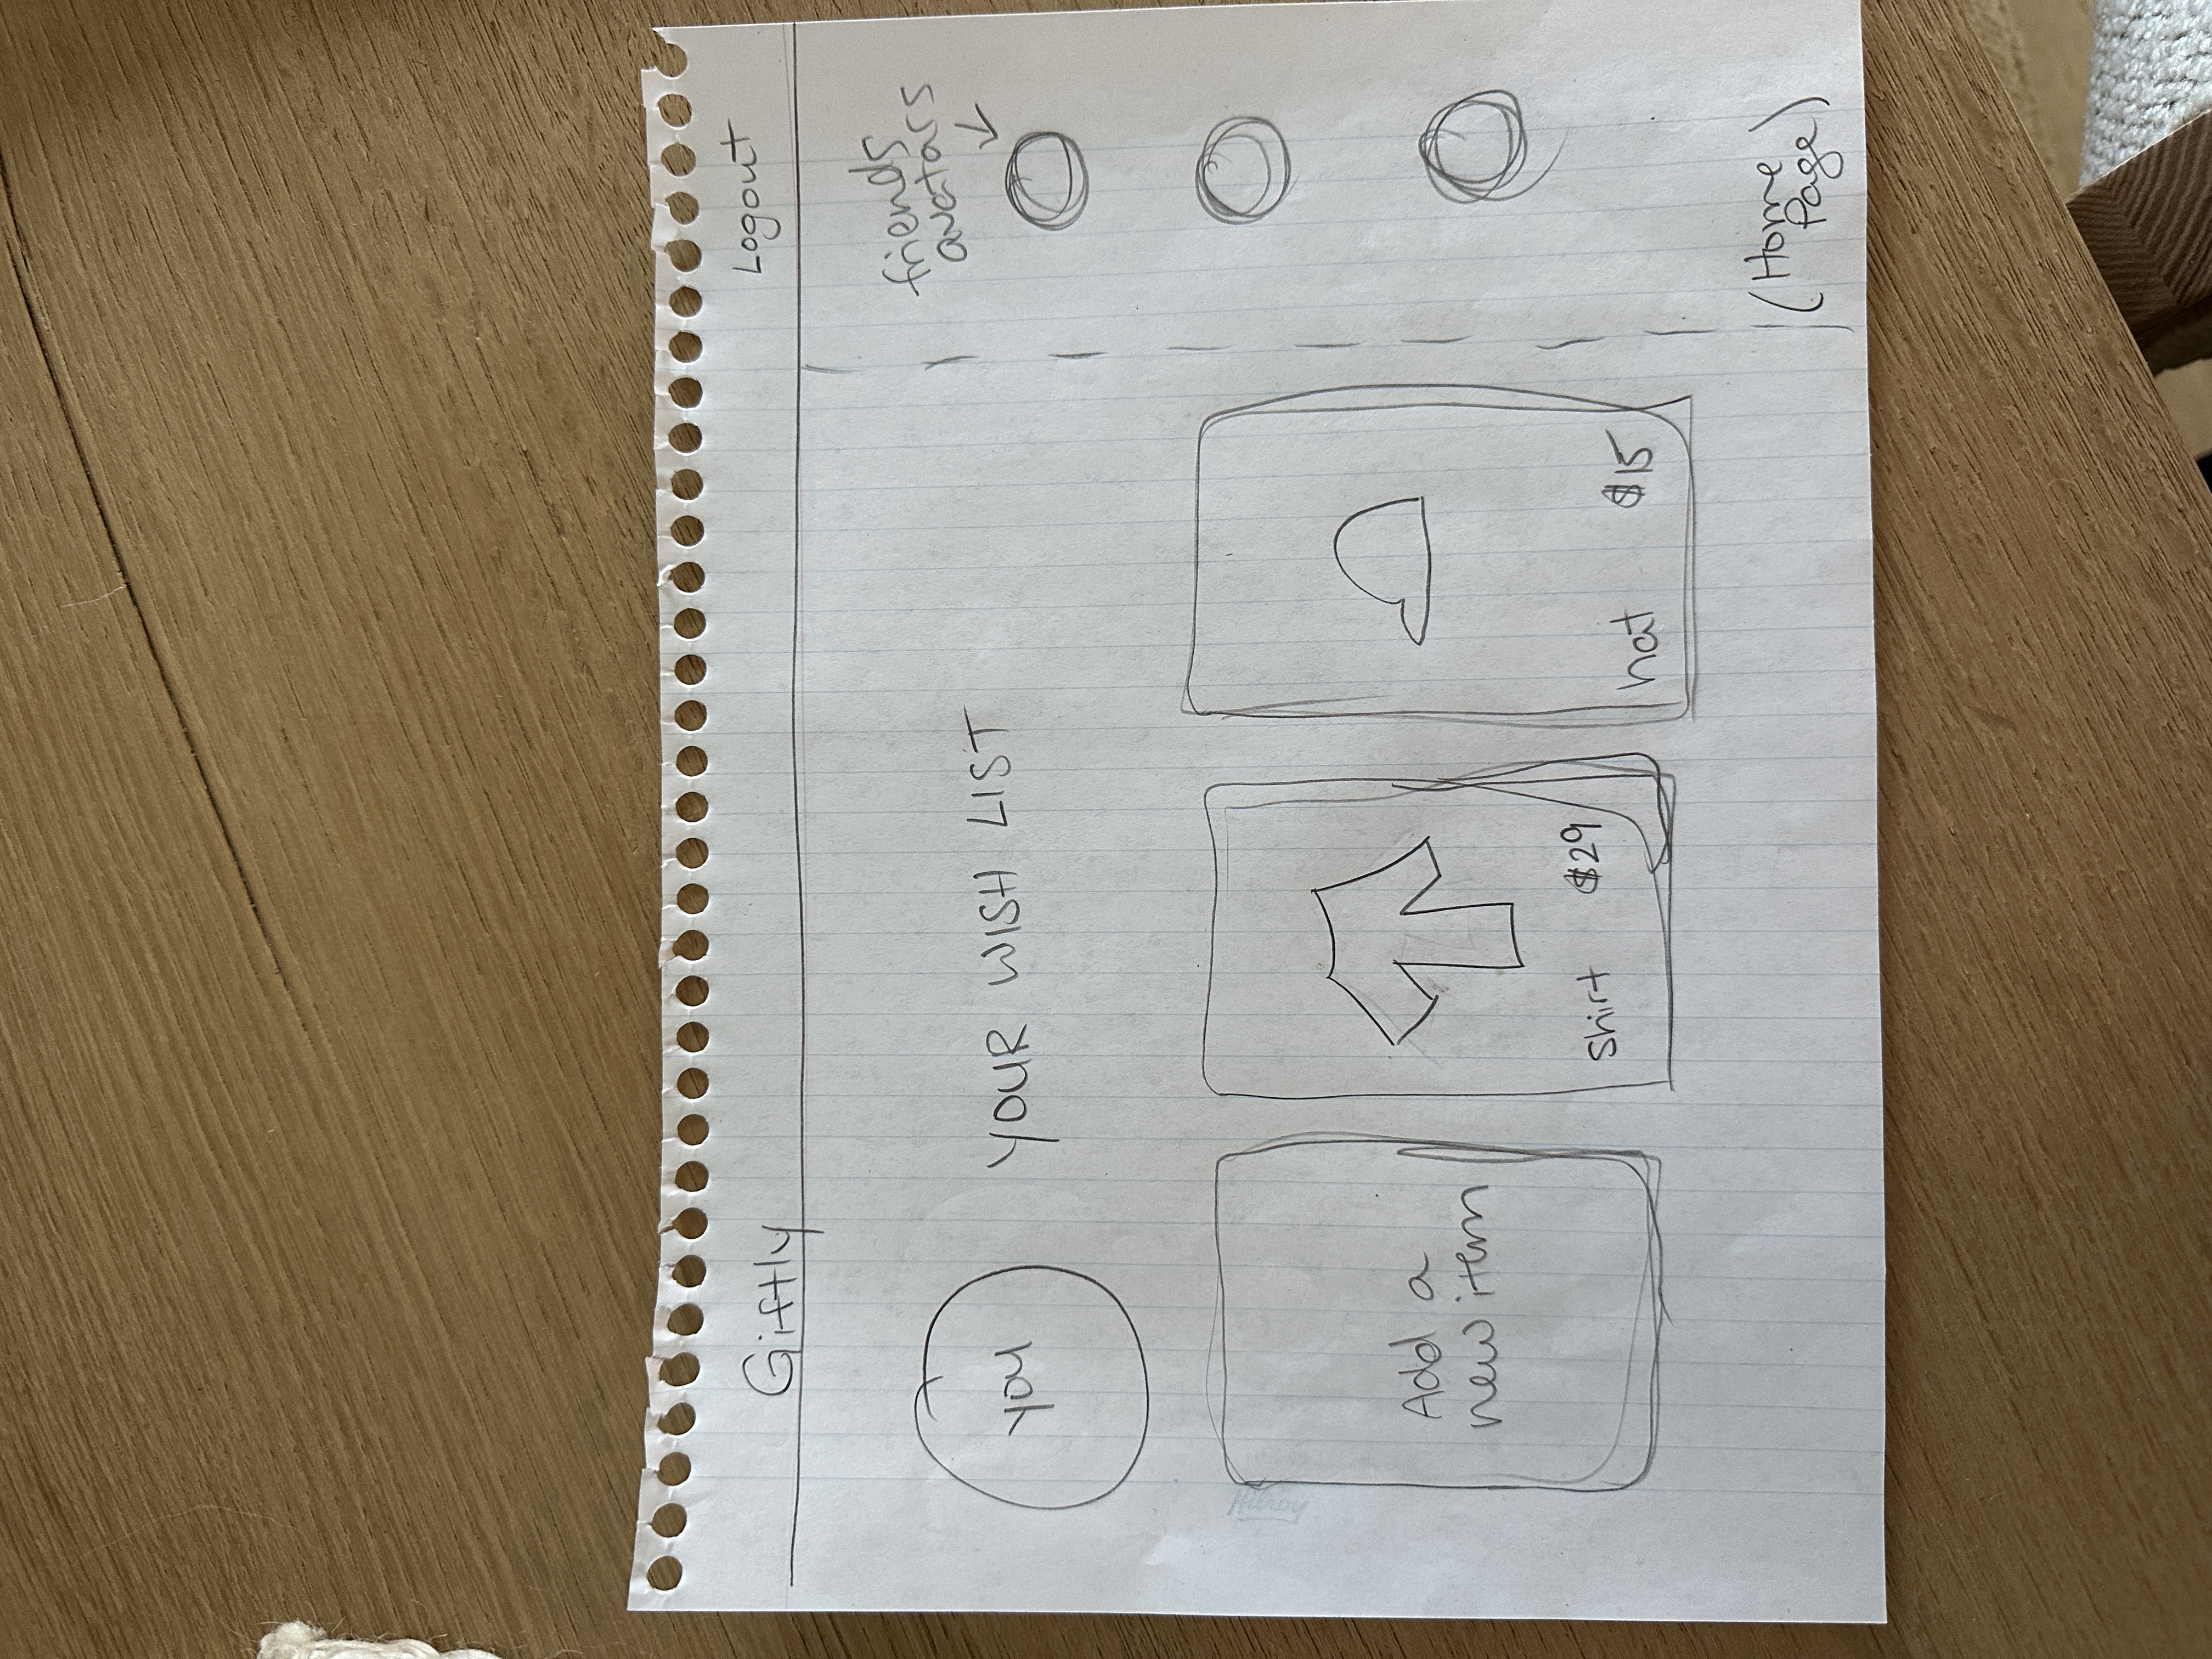 Giftly
Logout
friends
avatars
you
YOUR WISH LIST
Add a
new item
Shirt $29
hat $15
(Home
Page)